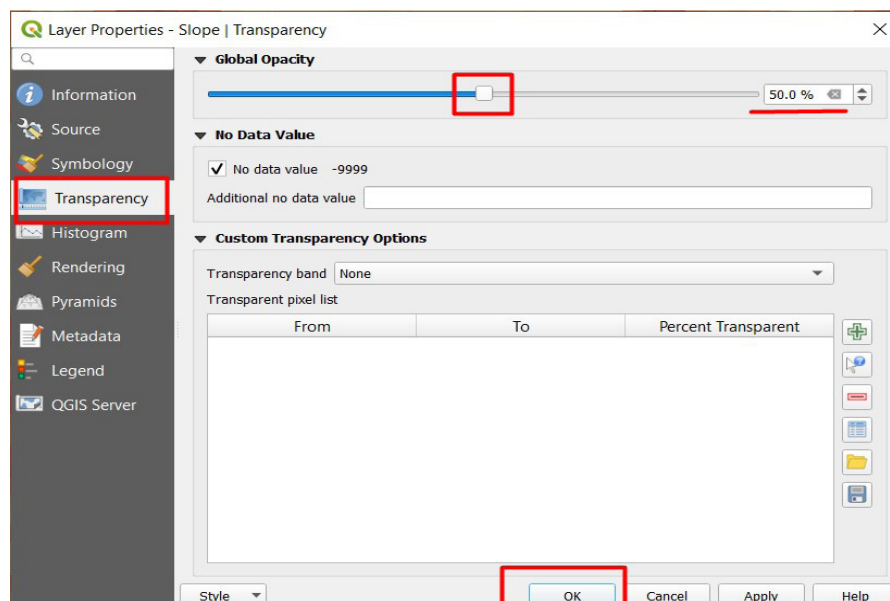 Layer Properties - Slope | Transparency
Information
Source
Symbology
Transparency
Histogram
Rendering
Pyramids
Metadata
Legend
QGIS Server
Global Opacity
50.0 %
No Data Value
No data value -9999
Additional no data value
Custom Transparency Options
Transparency band None
Transparent pixel list
From To Percent Transparent
Style OK Cancel Apply Help